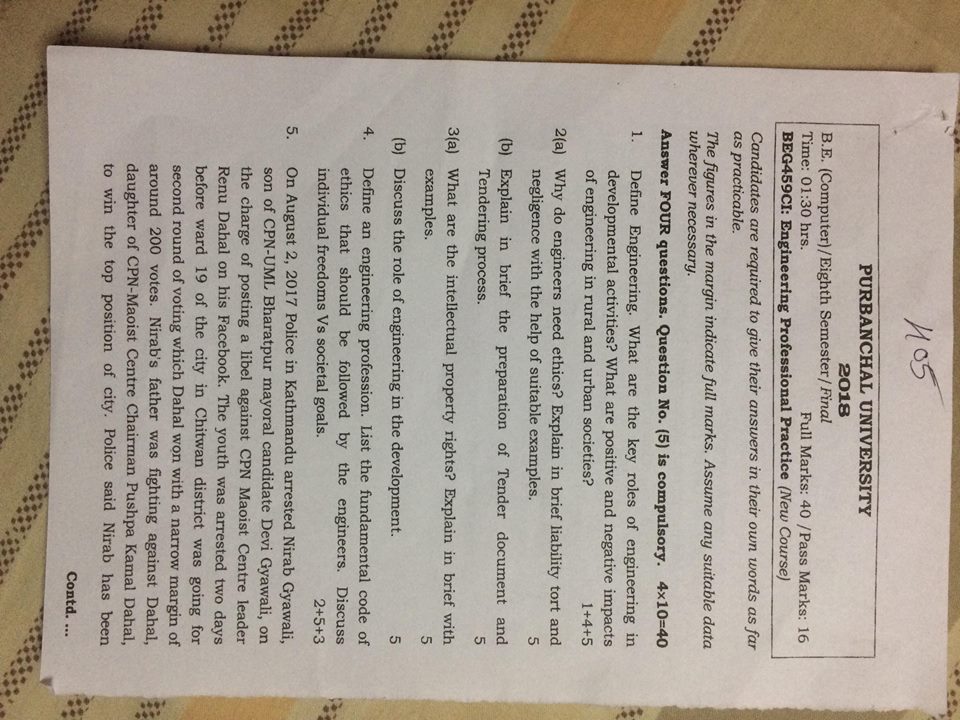 405
PURBANCHAL UNIVERSITY
2018
B.E. (Computer)/Eighth Semester/Final
Time: 01:30 hrs. Full Marks: 40 /Pass Marks: 16
BEG459CI: Engineering Professional Practice (New Course)
Candidates are required to give their answers in their own words as far
as practicable.
The figures in the margin indicate full marks. Assume any suitable data
wherever necessary.
Answer FOUR questions. Question No. (5) is compulsory. 4×10=40
1. Define Engineering. What are the key roles of engineering in
developmental activities? What are positive and negative impacts
of engineering in rural and urban societies? 1+4+5
2(a) Why do engineers need ethics? Explain in brief liability tort and
negligence with the help of suitable examples. 5
(b) Explain in brief the preparation of Tender document and
Tendering process. 5
3(a) What are the intellectual property rights? Explain in brief with
examples. 5
(b) Discuss the role of engineering in the development. 5
4. Define an engineering profession. List the fundamental code of
ethics that should be followed by the engineers. Discuss
individual freedoms Vs societal goals. 2+5+3
5. On August 2, 2017 Police in Kathmandu arrested Nirab Gyawali,
son of CPN-UML Bharatpur mayoral candidate Devi Gyawali, on
the charge of posting a libel against CPN Maoist Centre leader
Renu Dahal on his Facebook. The youth was arrested two days
before ward 19 of the city in Chitwan district was going for
second round of voting which Dahal won with a narrow margin of
around 200 votes. Nirab's father was fighting against Dahal,
daughter of CPN-Maoist Centre Chairman Pushpa Kamal Dahal,
to win the top position of city. Police said Nirab has been
Contd. ...